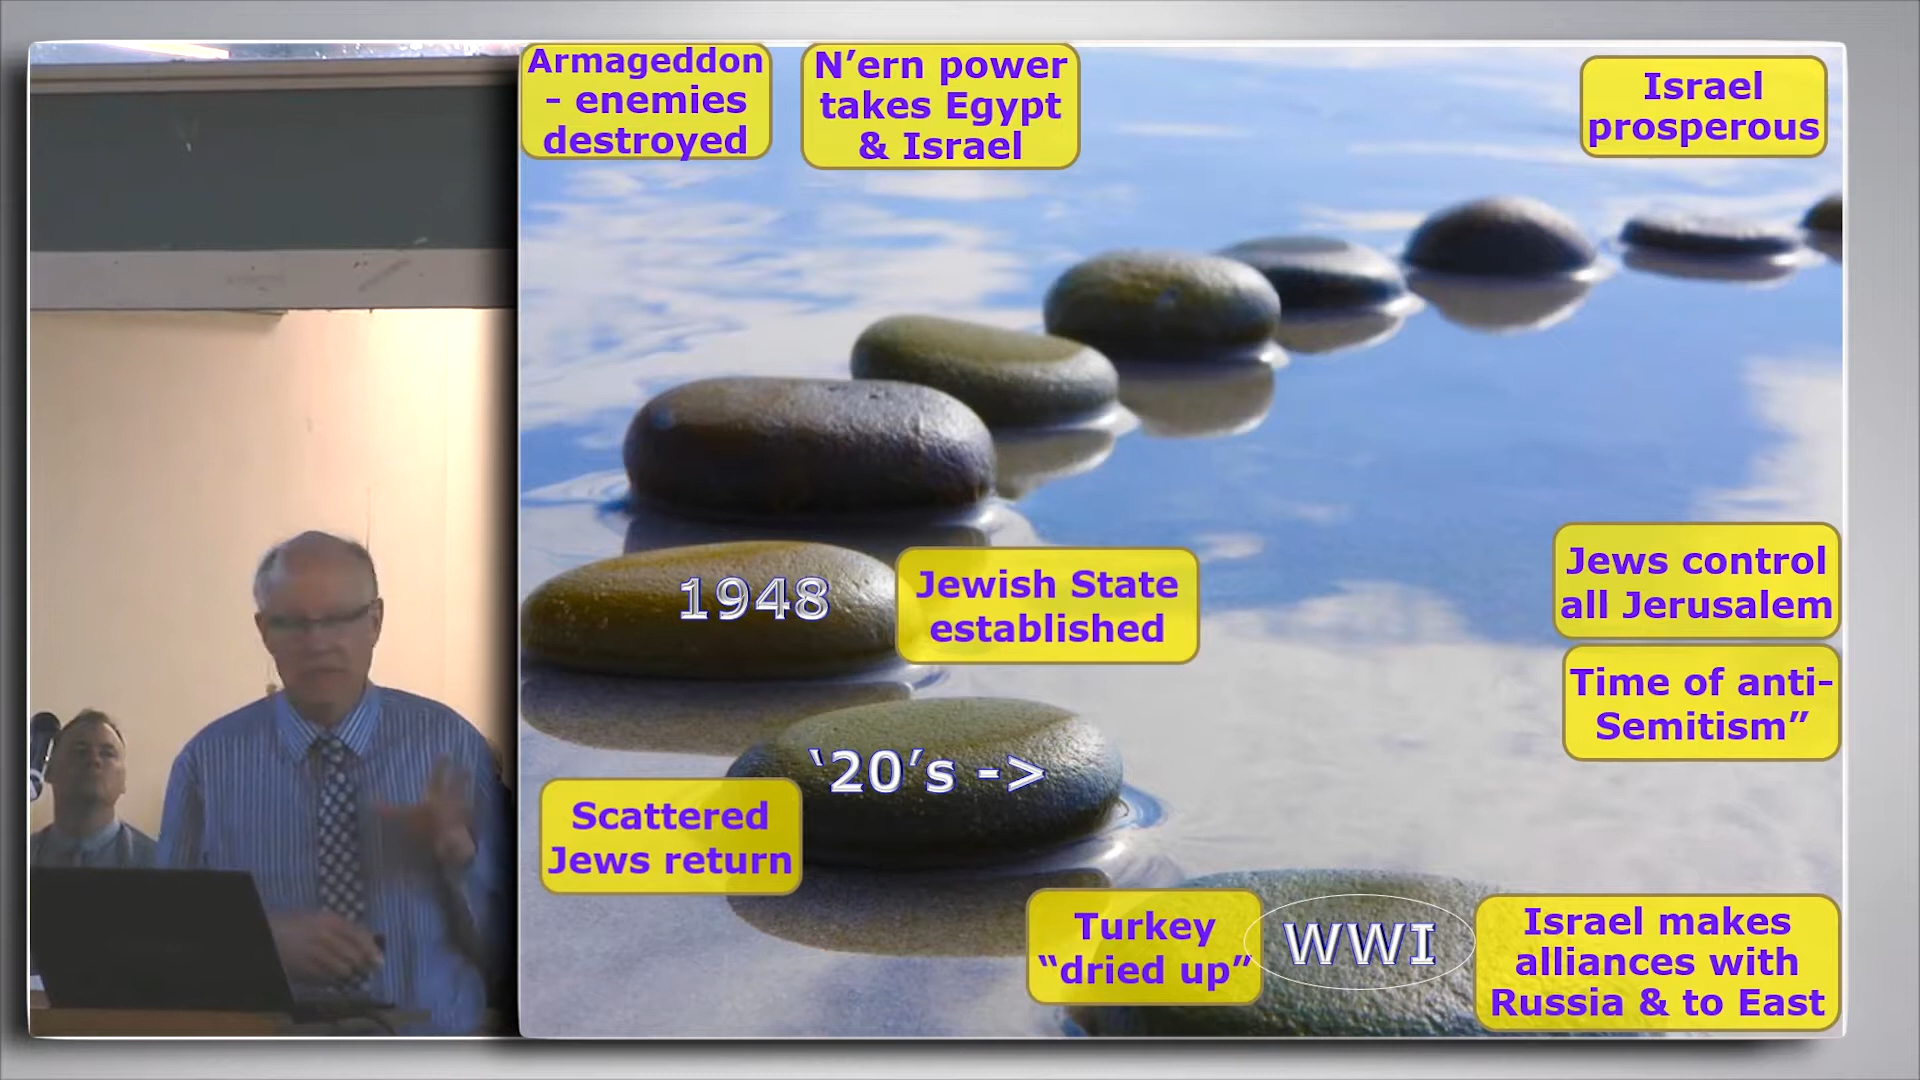 Armageddon
- enemies
destroyed
N’ern power
takes Egypt
& Israel
Israel
prosperous
1948
Jewish State
established
Jews control
all Jerusalem
Time of anti-
Semitism”
‘20’s ->
Scattered
Jews return
Turkey
“dried up”
WWI
Israel makes
alliances with
Russia & to East